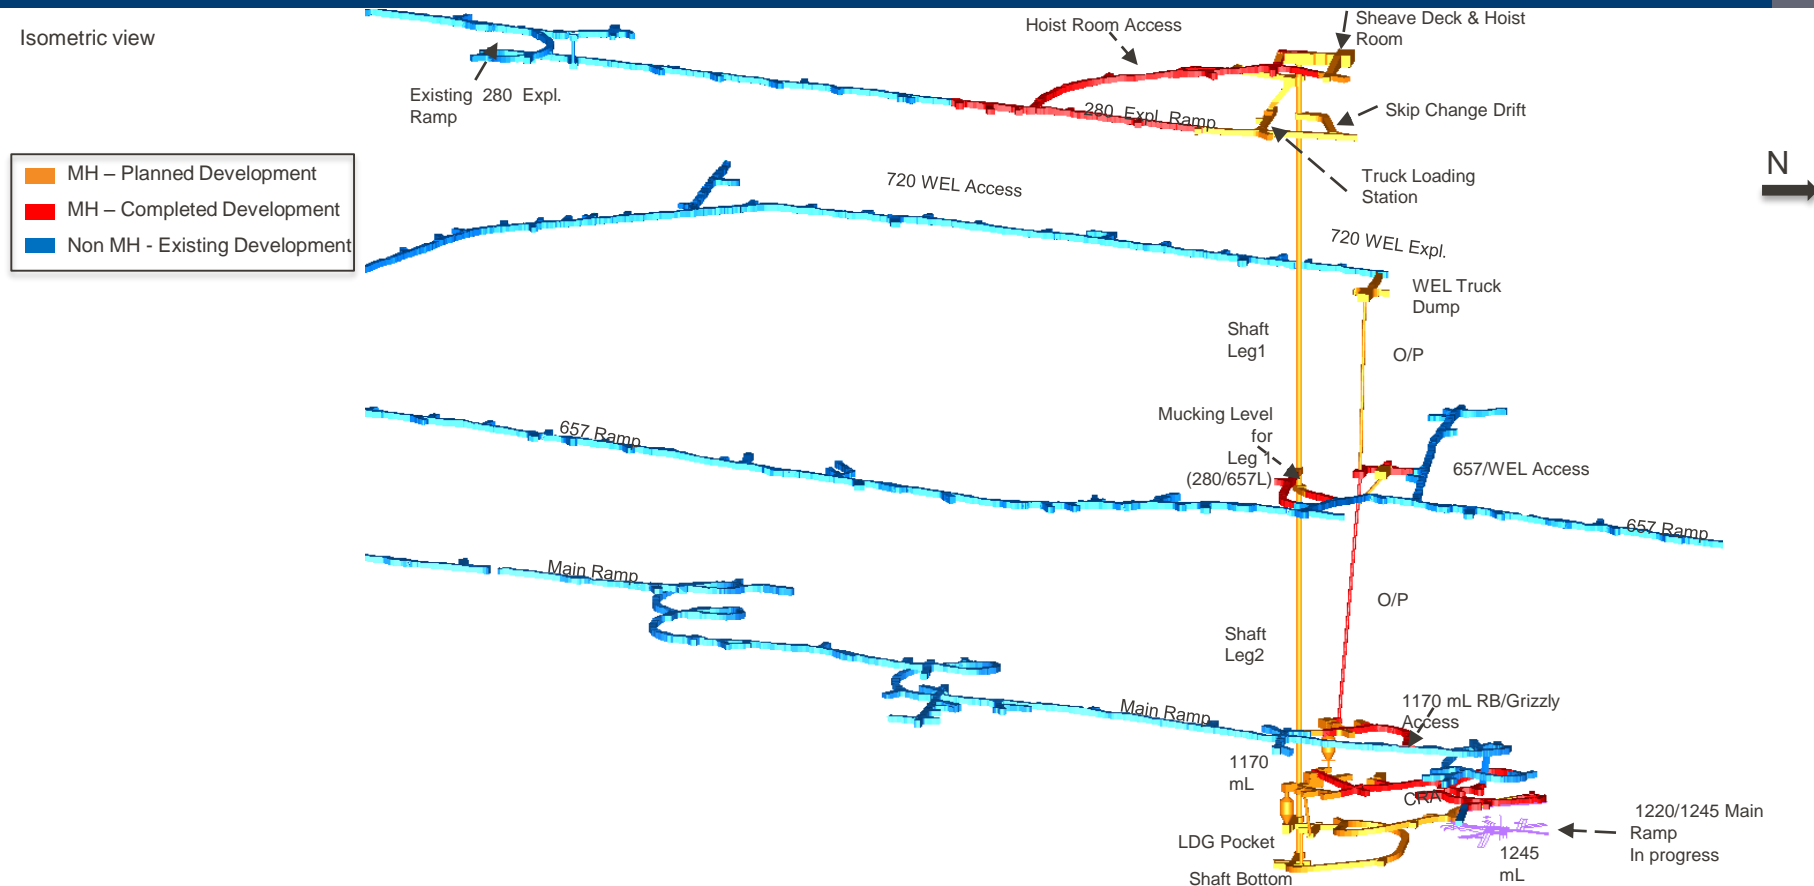 Isometric view
Hoist Room Access
Sheave Deck & Hoist
Room
Existing 280 Expl.
Ramp
280 Expl. Ramp
Skip Change Drift
Truck Loading
Station
N
MH – Planned Development
MH – Completed Development
Non MH - Existing Development
720 WEL Access
720 WEL Expl.
WEL Truck
Dump
Shaft
Leg1
O/P
Mucking Level
for
Leg 1
(280/657L)
657 Ramp
657/WEL Access
657 Ramp
Main Ramp
O/P
Shaft
Leg2
Main Ramp
1170 mL RB/Grizzly
Access
1170
mL
CRA
LDG Pocket
Shaft Bottom
1245
mL
1220/1245 Main
Ramp
In progress